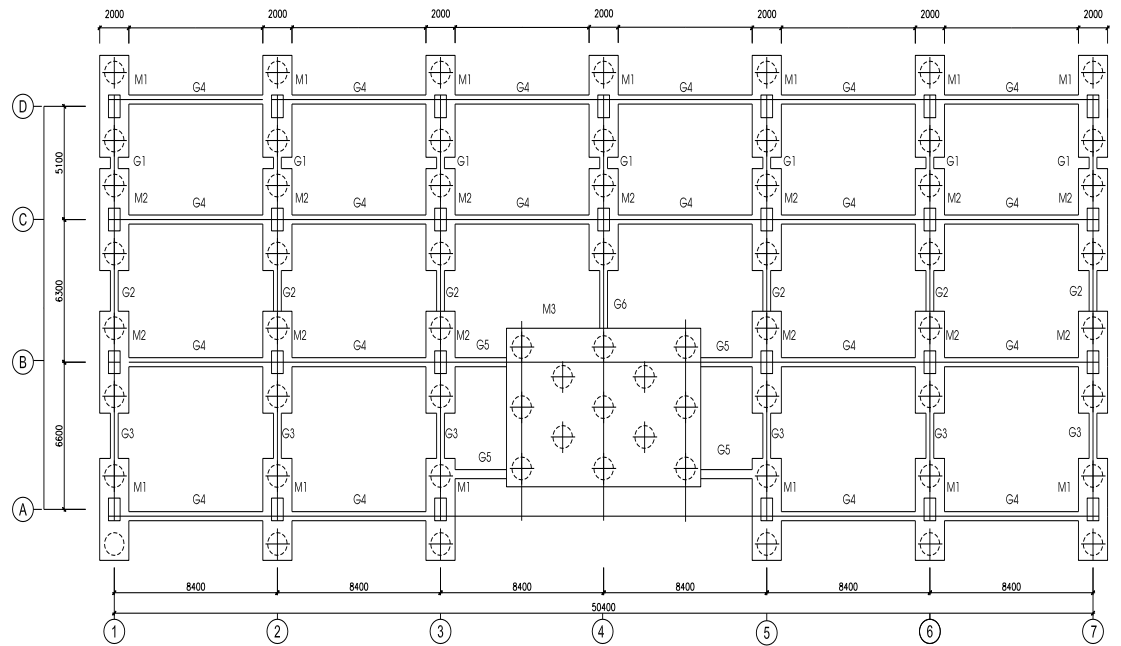 2000 2000 2000 2000 2000 2000 2000
M1 M1 M1 M1 M1 M1 M1
G4 G4 G4 G4 G4 G4
D
5100
G1 G1 G1 G1 G1 G1 G1
M2 M2 M2 M2 M2 M2 M2
G4 G4 G4 G4 G4 G4
C
6300
G2 G2 G2 G2 G2 G2
M3 G6
M2 M2 M2 M2 M2 M2
G4 G4 G5 G5 G4 G4
B
6600
G3 G3 G3 G3 G3 G3
G5 G5
M1 M1 M1 M1 M1 M1
G4 G4 G4 G4
A
8400 8400 8400 8400 8400 8400
50400
1 2 3 4 5 6 7